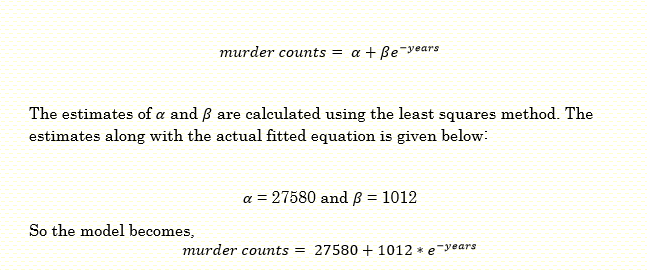 murder counts = α + βe^{-years}
The estimates of α and β are calculated using the least squares method. The
estimates along with the actual fitted equation is given below:
α = 27580 and β = 1012
So the model becomes,
murder counts = 27580 + 1012 * e^{-years}